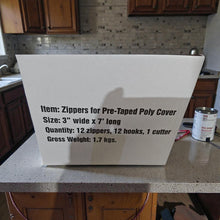 Item: Zippers for Pre-Taped Poly Cover
Size: 3" wide x 7' long
Quantity: 12 zippers, 12 hooks, 1 cutter
Gross Weight: 1.7 kgs.